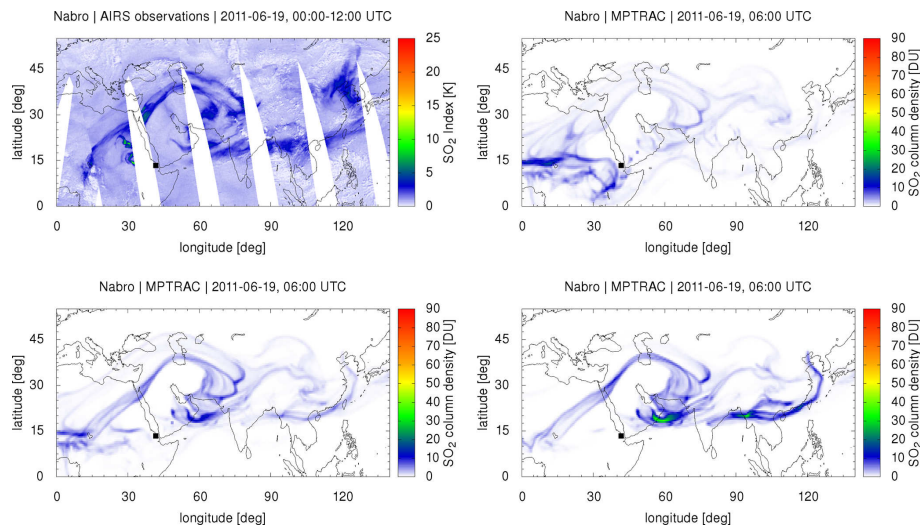 Nabro | AIRS observations | 2011-06-19, 00:00-12:00 UTC
latitude [deg]
45
30
15
0
0 30 60 90 120
longitude [deg]
25
20
15
10
5
0
SO2 Index [K]
Nabro | MPTRAC | 2011-06-19, 06:00 UTC
latitude [deg]
45
30
15
0
0 30 60 90 120
longitude [deg]
90
80
70
60
50
40
30
20
10
0
SO2 column density [DU]
Nabro | MPTRAC | 2011-06-19, 06:00 UTC
latitude [deg]
45
30
15
0
0 30 60 90 120
longitude [deg]
90
80
70
60
50
40
30
20
10
0
SO2 column density [DU]
Nabro | MPTRAC | 2011-06-19, 06:00 UTC
latitude [deg]
45
30
15
0
0 30 60 90 120
longitude [deg]
90
80
70
60
50
40
30
20
10
0
SO2 column density [DU]